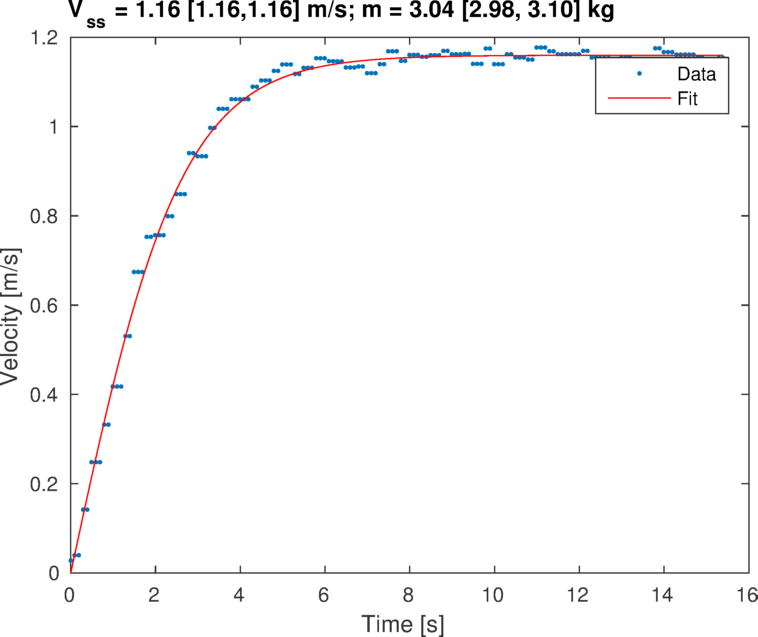 V_ss = 1.16 [1.16,1.16] m/s; m = 3.04 [2.98, 3.10] kg
1.2
1
0.8
0.6
0.4
0.2
0
Velocity [m/s]
Data
Fit
0 2 4 6 8 10 12 14 16
Time [s]